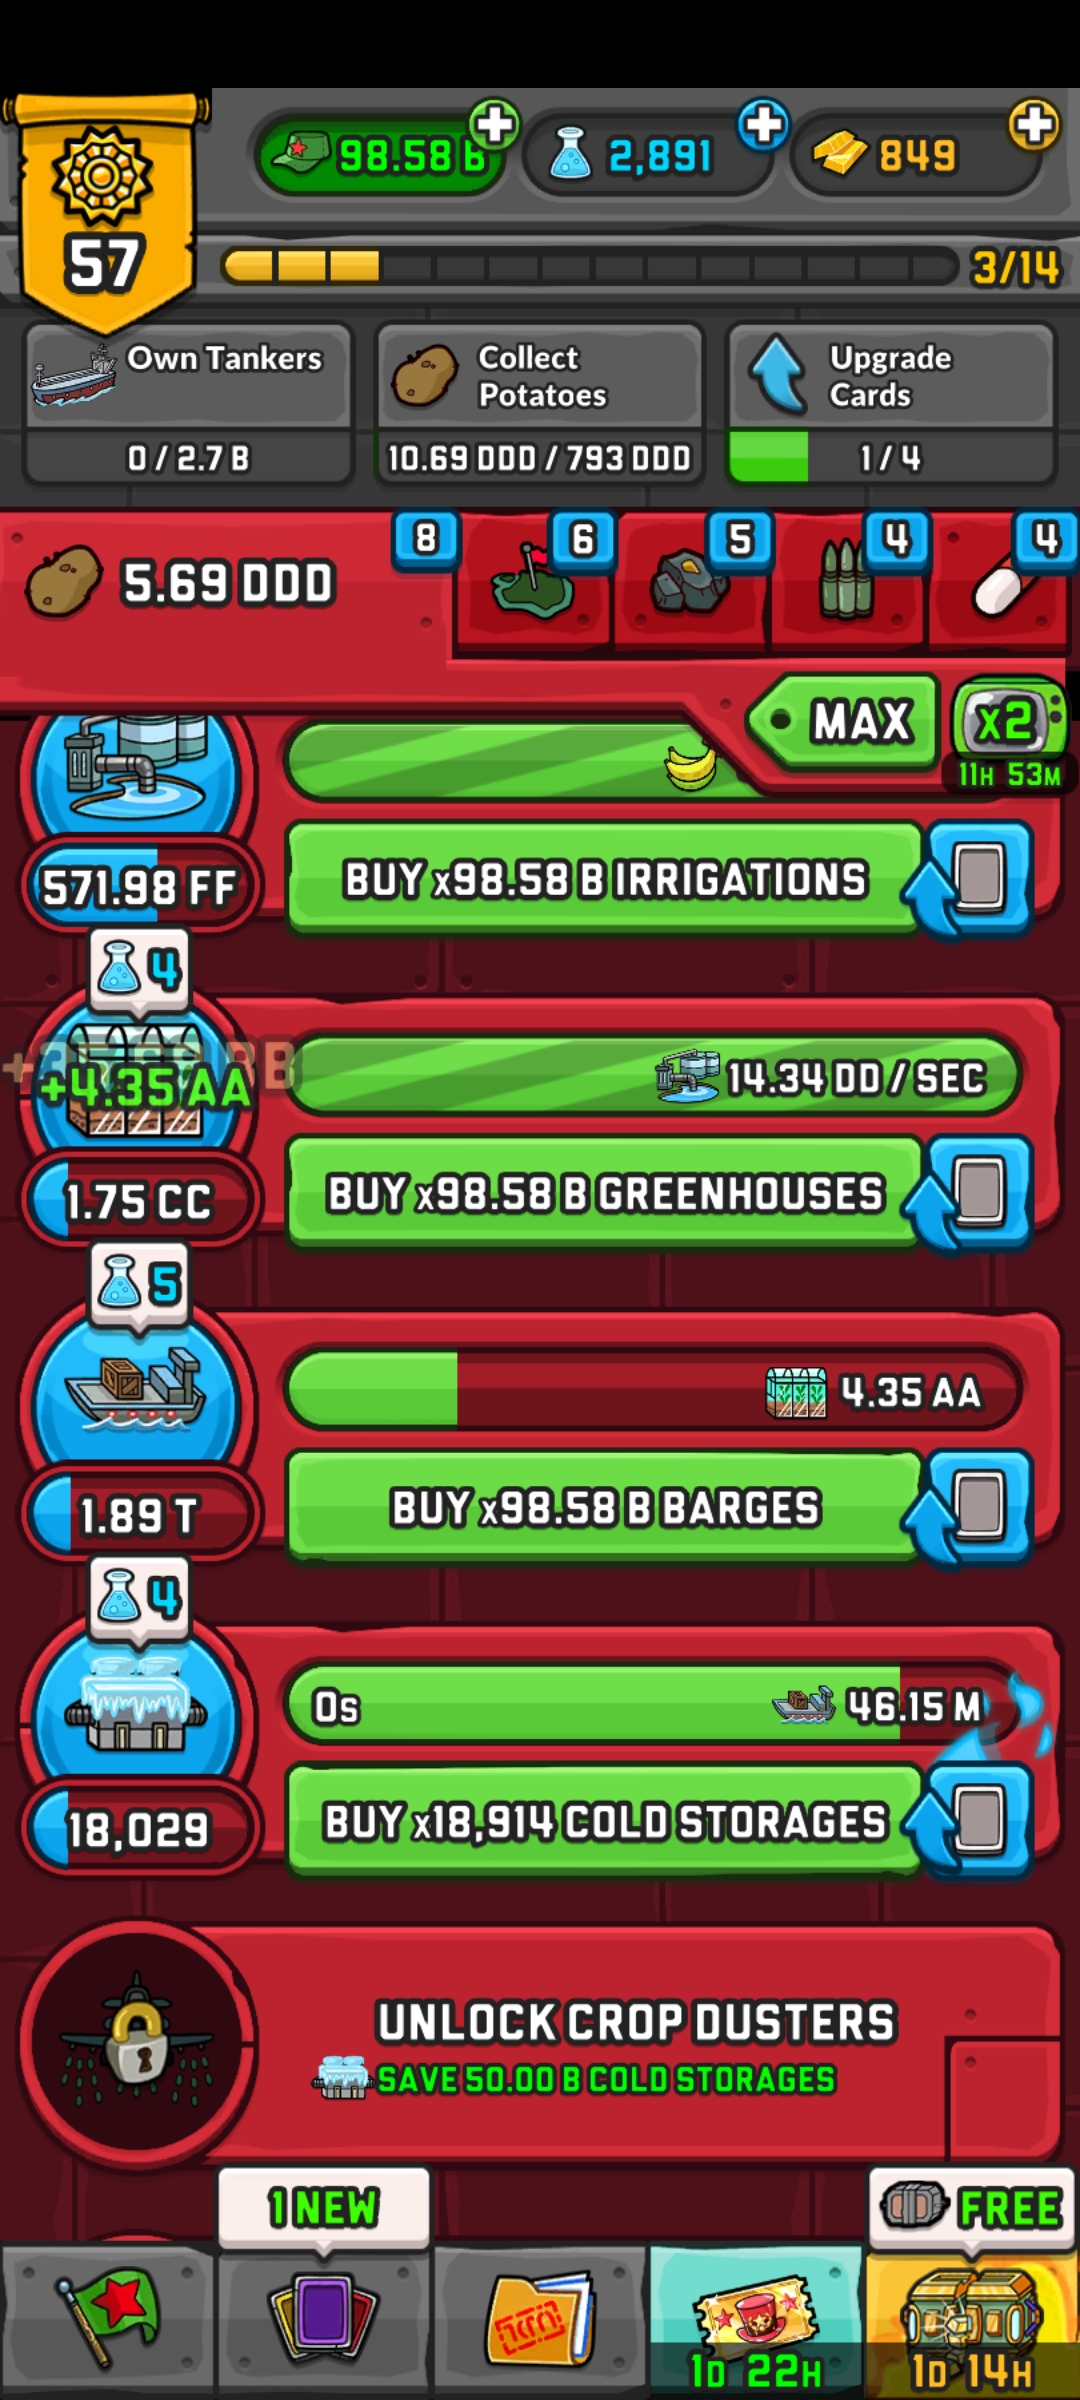 98.58 B
2,891
849
57
3/14
Own Tankers
0 / 2.7 B
Collect
Potatoes
10.69 DDD / 793 DDD
Upgrade
Cards
1 / 4
5.69 DDD
8
6
5
4
4
MAX
x2
11H 53M
571.98 FF
BUY x98.58 B IRRIGATIONS
4
+4.35 AA
14.34 DD / SEC
1.75 CC
BUY x98.58 B GREENHOUSES
5
4.35 AA
1.89 T
BUY x98.58 B BARGES
4
0s
46.15 M
18,029
BUY x18,914 COLD STORAGES
UNLOCK CROP DUSTERS
SAVE 50.00 B COLD STORAGES
1 NEW
FREE
1D 22H
1D 14H